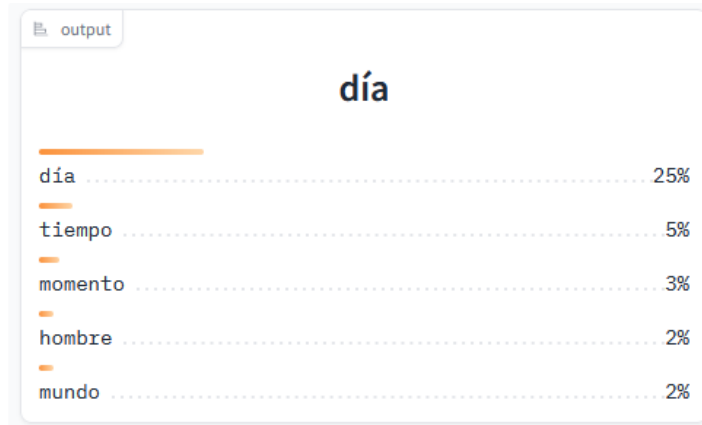 output
día
día 25%
tiempo 5%
momento 3%
hombre 2%
mundo 2%